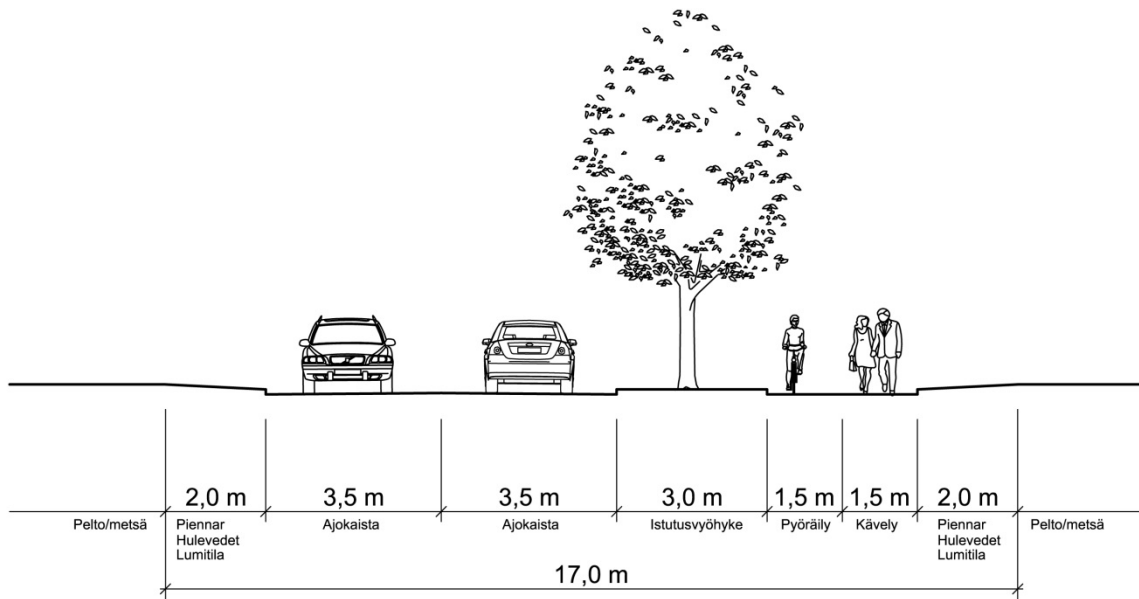 2,0 m
3,5 m
3,5 m
3,0 m
1,5 m
1,5 m
2,0 m
Pelto/metsä
Piennar
Hulevedet
Lumitila
Ajokaista
Ajokaista
Istutusvyöhyke
Pyöräily
Kävely
Piennar
Hulevedet
Lumitila
Pelto/metsä
17,0 m